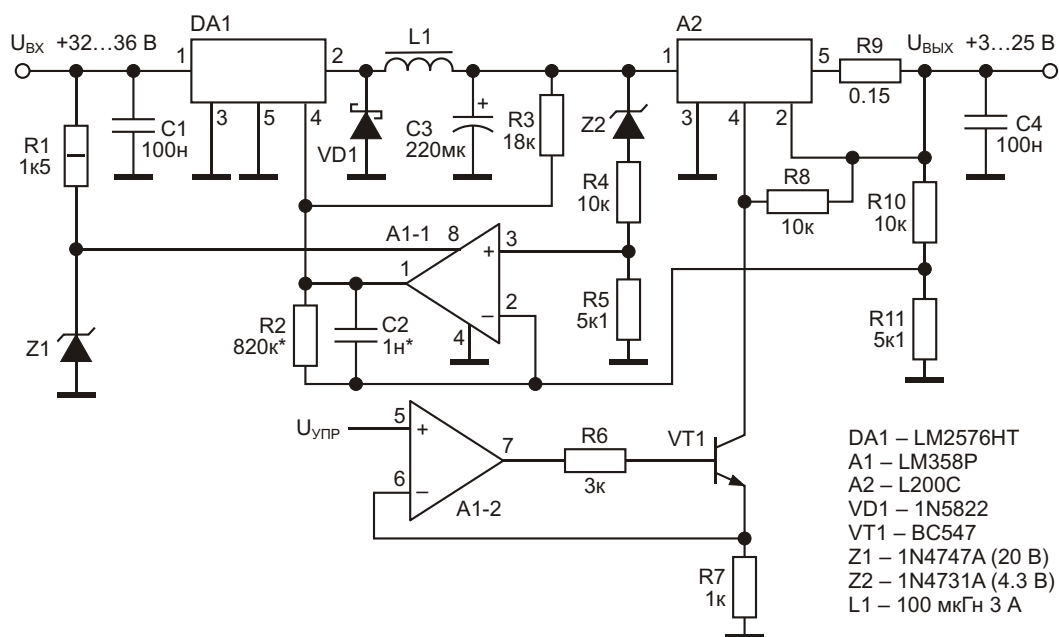 DA1
A2
U_ВХ +32...36 В
1
2
L1
1
5
R9
U_ВЫХ +3...25 В
3
5
4
3
4
2
0.15
R1
1к5
C1
100н
VD1
C3
+
220мк
R3
18к
Z2
C4
100н
R4
10к
R8
10к
R10
10к
A1-1
8
3
+
1
2
–
4
R5
5к1
R11
5к1
Z1
R2
820к*
C2
1н*
U_УПР
5
+
6
–
7
A1-2
R6
3к
VT1
R7
1к
DA1 – LM2576HT
A1 – LM358P
A2 – L200C
VD1 – 1N5822
VT1 – BC547
Z1 – 1N4747A (20 В)
Z2 – 1N4731A (4.3 В)
L1 – 100 мкГн 3 А